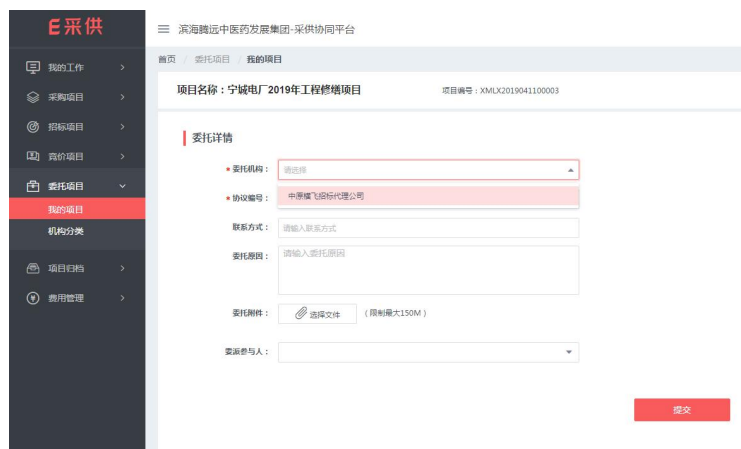 E采供
滨海腾远中医药发展集团-采供协同平台
首页 / 委托项目 / 我的项目
项目名称：宁城电厂2019年工程修缮项目
项目编号：XMLX2019041100003
我的工作
采购项目
招标项目
竞价项目
委托项目
我的项目
机构分类
项目归档
费用管理
委托详情
* 委托机构：
请选择
中原横飞招标代理公司
* 协议编号：
联系方式：
请输入联系方式
委托原因：
请输入委托原因
委托附件：
选择文件
（限制最大150M）
委派参与人：
提交